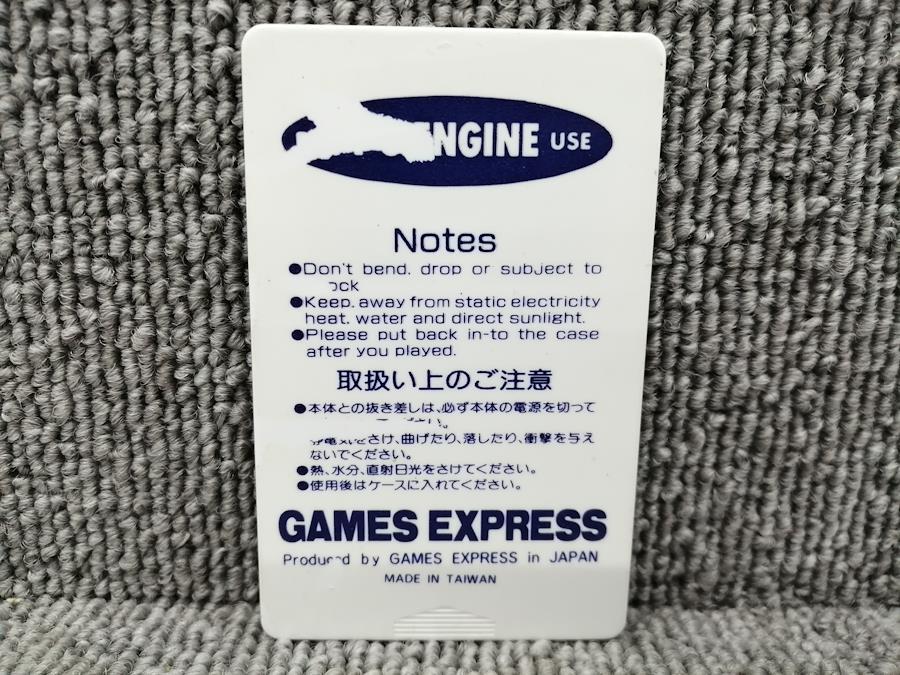 NGINE USE
Notes
●Don't bend, drop or subject to
ock
●Keep, away from static electricity
heat, water and direct sunlight.
●Please put back in-to the case
after you played.
取扱い上のご注意
●本体との抜き差しは、必ず本体の電源を切って
電気をさけ、曲げたり、落したり、衝撃を与え
ないでください。
●熱、水分、直射日光をさけてください。
●使用後はケースに入れてください。
GAMES EXPRESS
Produced by GAMES EXPRESS in JAPAN
MADE IN TAIWAN